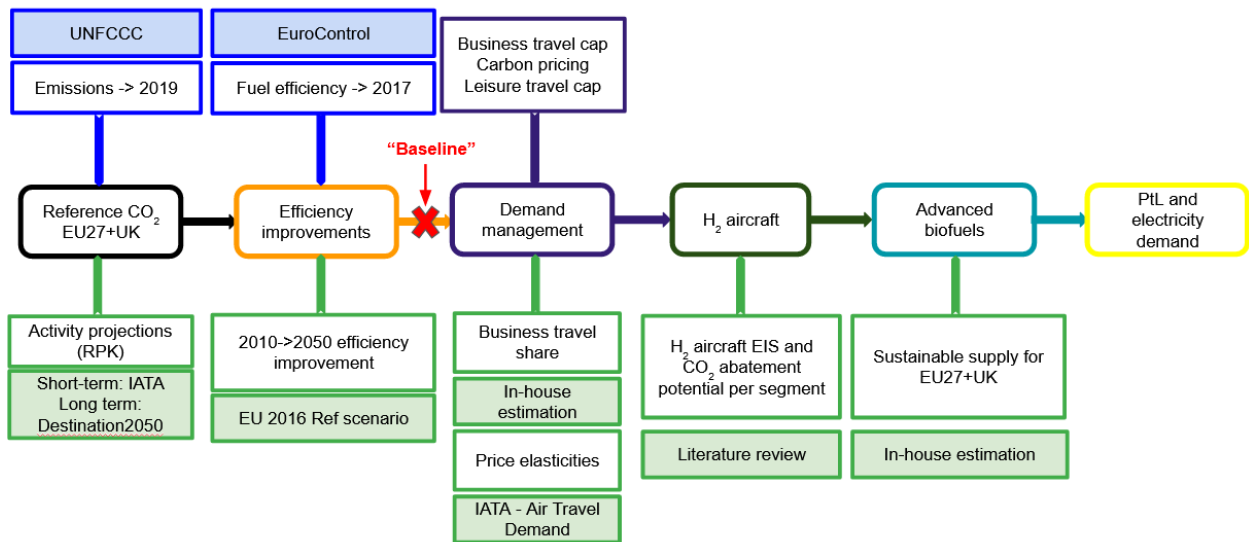 UNFCCC
Emissions -> 2019
EuroControl
Fuel efficiency -> 2017
Business travel cap
Carbon pricing
Leisure travel cap
“Baseline”
Reference CO₂
EU27+UK
Efficiency
improvements
Demand
management
H₂ aircraft
Advanced
biofuels
PtL and
electricity
demand
Activity projections
(RPK)
Short-term: IATA
Long term:
Destination2050
2010->2050 efficiency
improvement
EU 2016 Ref scenario
Business travel
share
In-house
estimation
Price elasticities
IATA - Air Travel
Demand
H₂ aircraft EIS and
CO₂ abatement
potential per segment
Literature review
Sustainable supply for
EU27+UK
In-house estimation